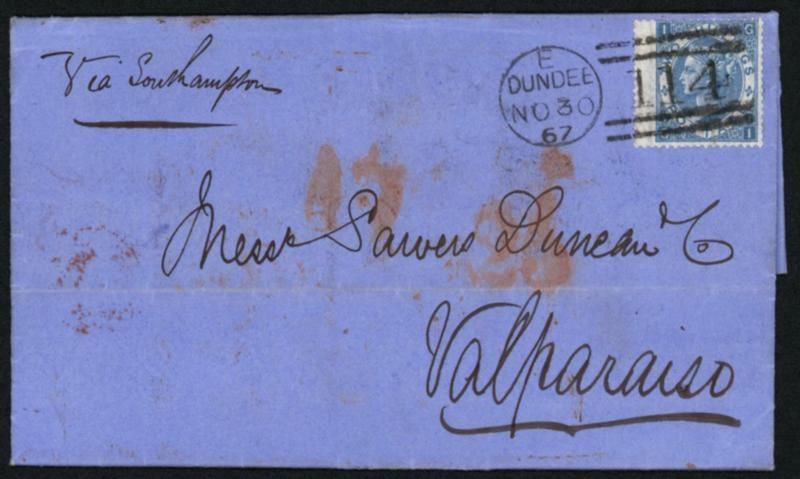 Via Southampton
E
DUNDEE
NO 30
67
114
I G
G I
Messrs Sawers Duncan & Co
Valparaiso